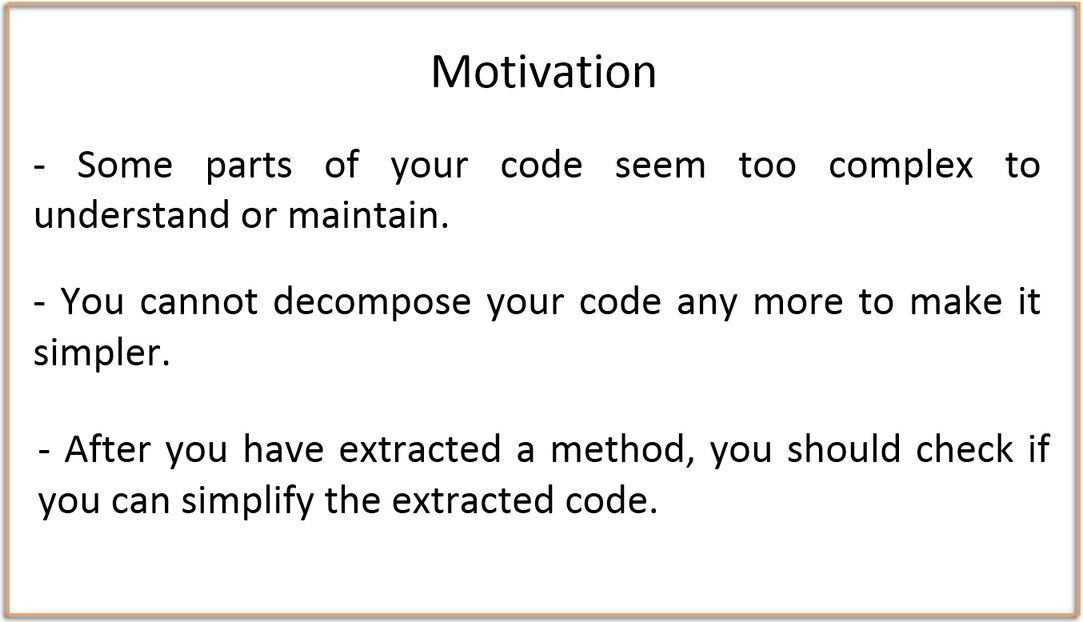 Motivation
- Some parts of your code seem too complex to
understand or maintain.
- You cannot decompose your code any more to make it
simpler.
- After you have extracted a method, you should check if
you can simplify the extracted code.